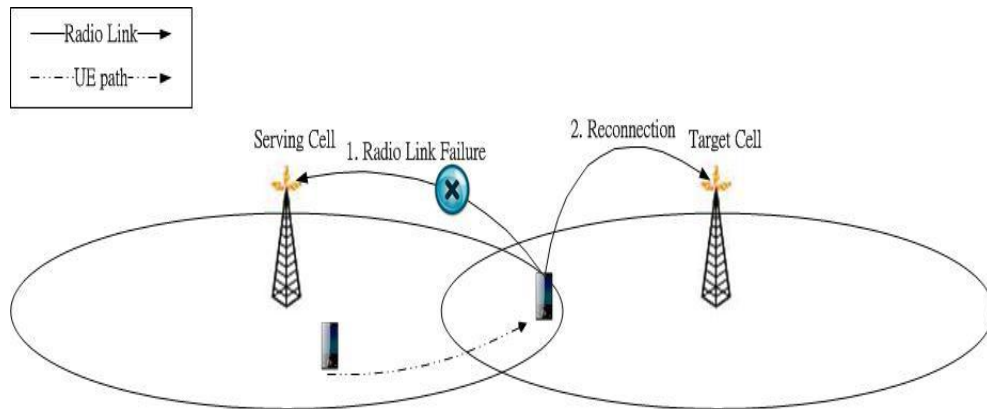 Radio Link
UE path
Serving Cell
1. Radio Link Failure
2. Reconnection
Target Cell